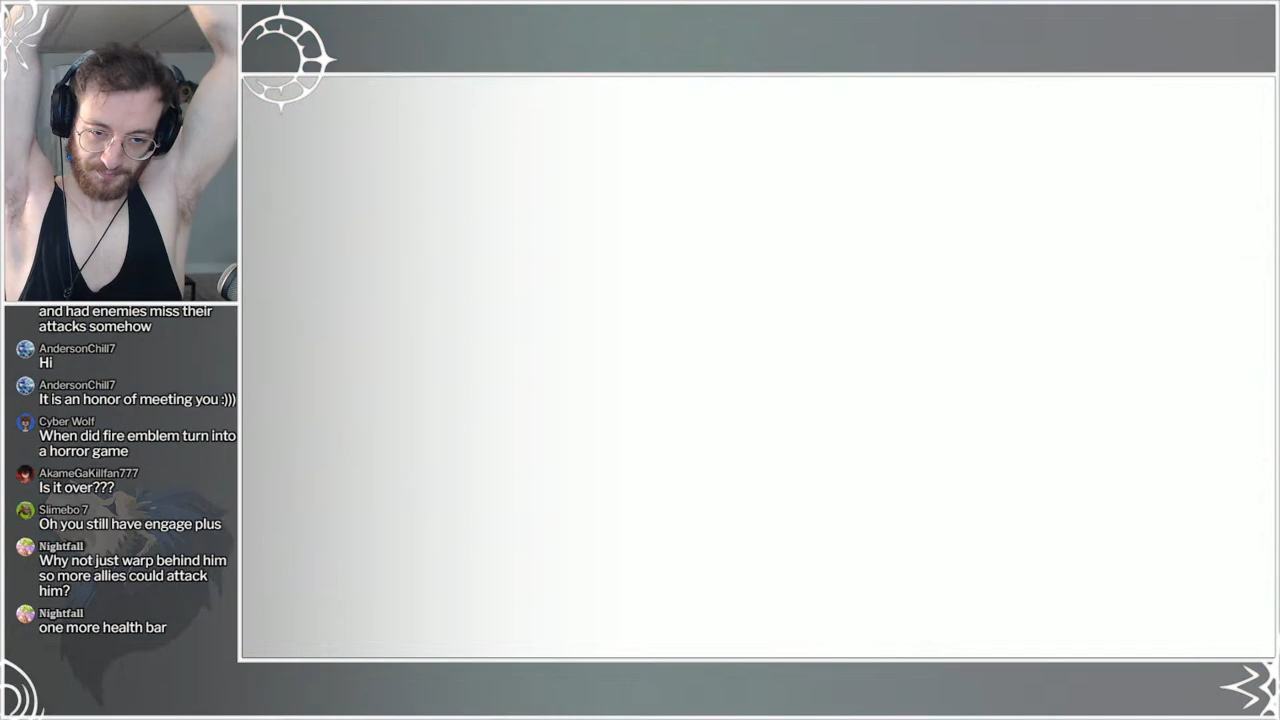 and had enemies miss their
attacks somehow
AndersonChill7
Hi
AndersonChill7
It is an honor of meeting you :)))
Cyber Wolf
When did fire emblem turn into
a horror game
AkameGaKillfan777
Is it over???
Slimebo 7
Oh you still have engage plus
Nightfall
Why not just warp behind him
so more allies could attack
him?
Nightfall
one more health bar